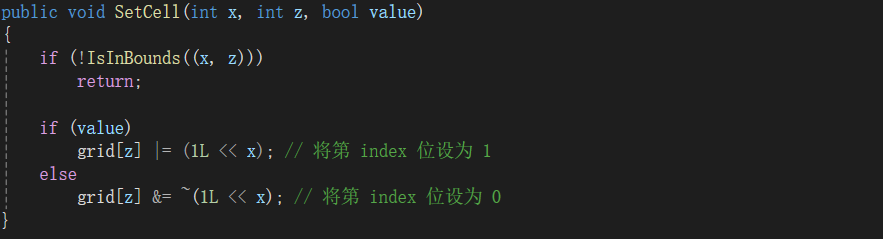 public void SetCell(int x, int z, bool value)
{
    if (!IsInBounds((x, z)))
        return;

    if (value)
        grid[z] |= (1L << x); // 将第 index 位设为 1
    else
        grid[z] &= ~(1L << x); // 将第 index 位设为 0
}